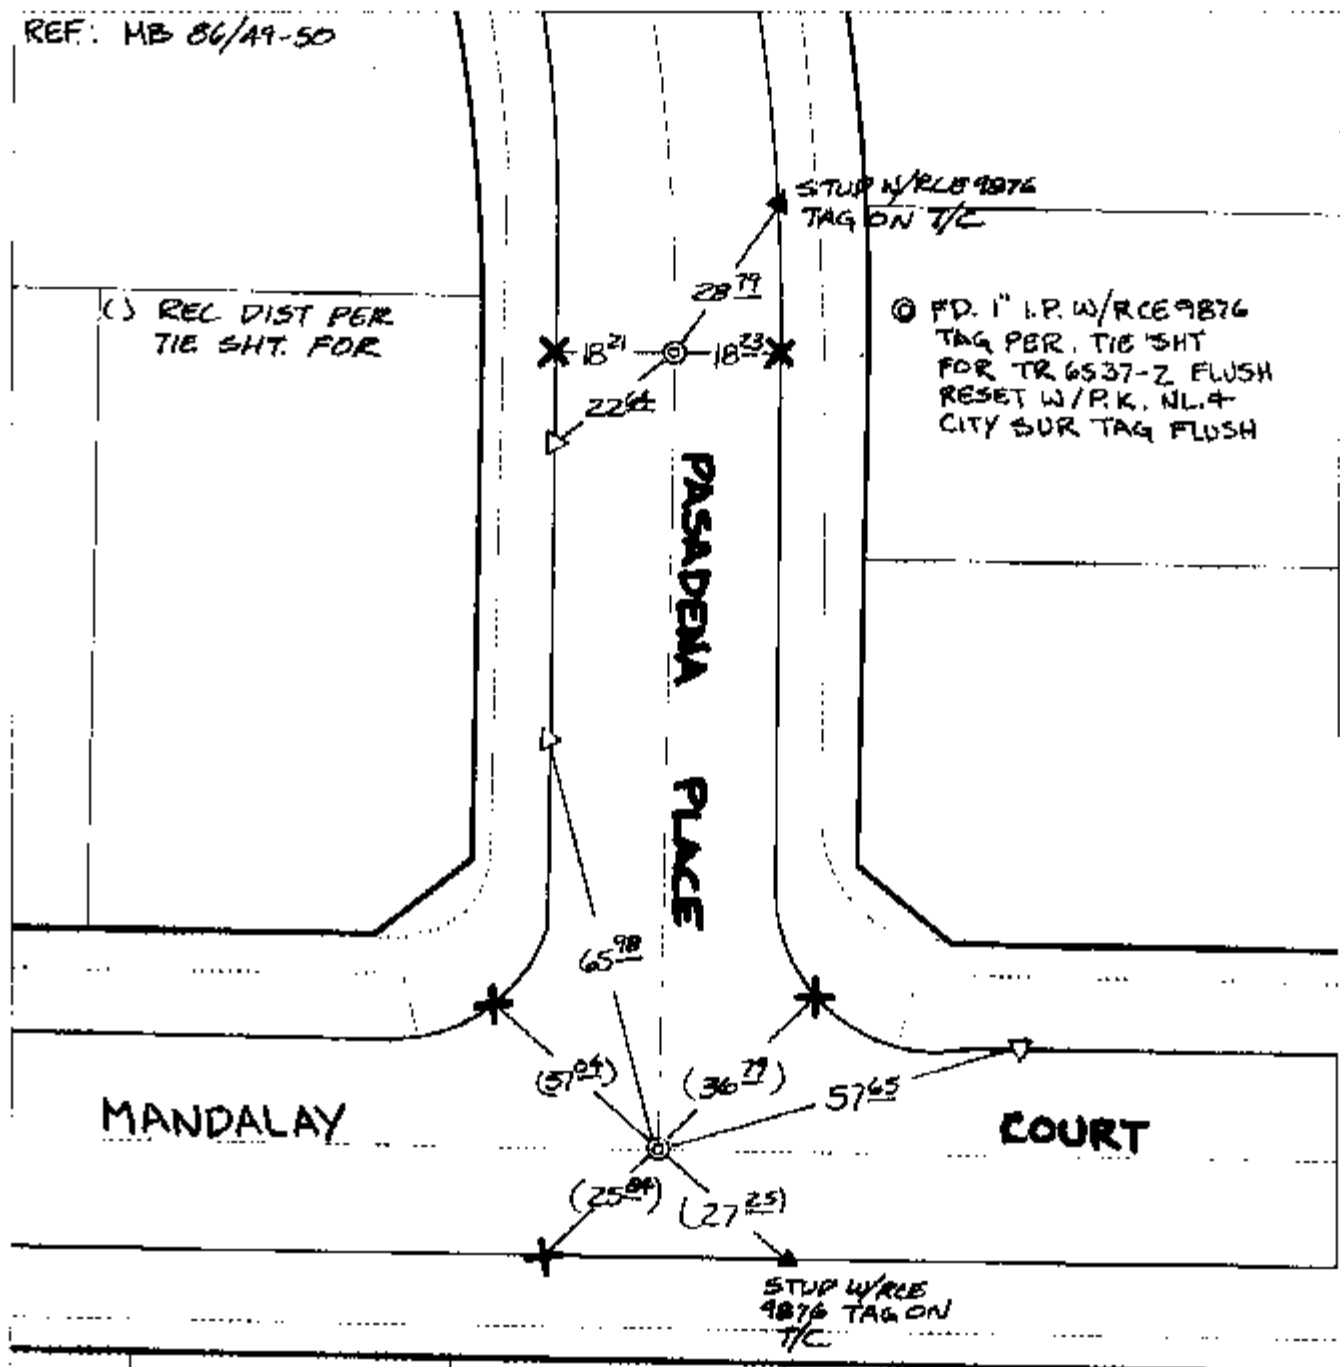 REF: MB 86/49-50
STUD W/RCE 9876
TAG ON T/C
28 79
() REC DIST PER
TIE SHT. FOR
◎ FD. 1" I.P. W/RCE 9876
TAG PER. TIE SHT
FOR TR 6537-2 FLUSH
RESET W/P.K. NL. &
CITY SUR TAG FLUSH
18 21
18 23
22 64
PASADENA PLACE
65 98
(57 04)
(36 79)
57 65
MANDALAY COURT
(25 84)
(27 25)
STUD W/RCE
9876 TAG ON
T/C